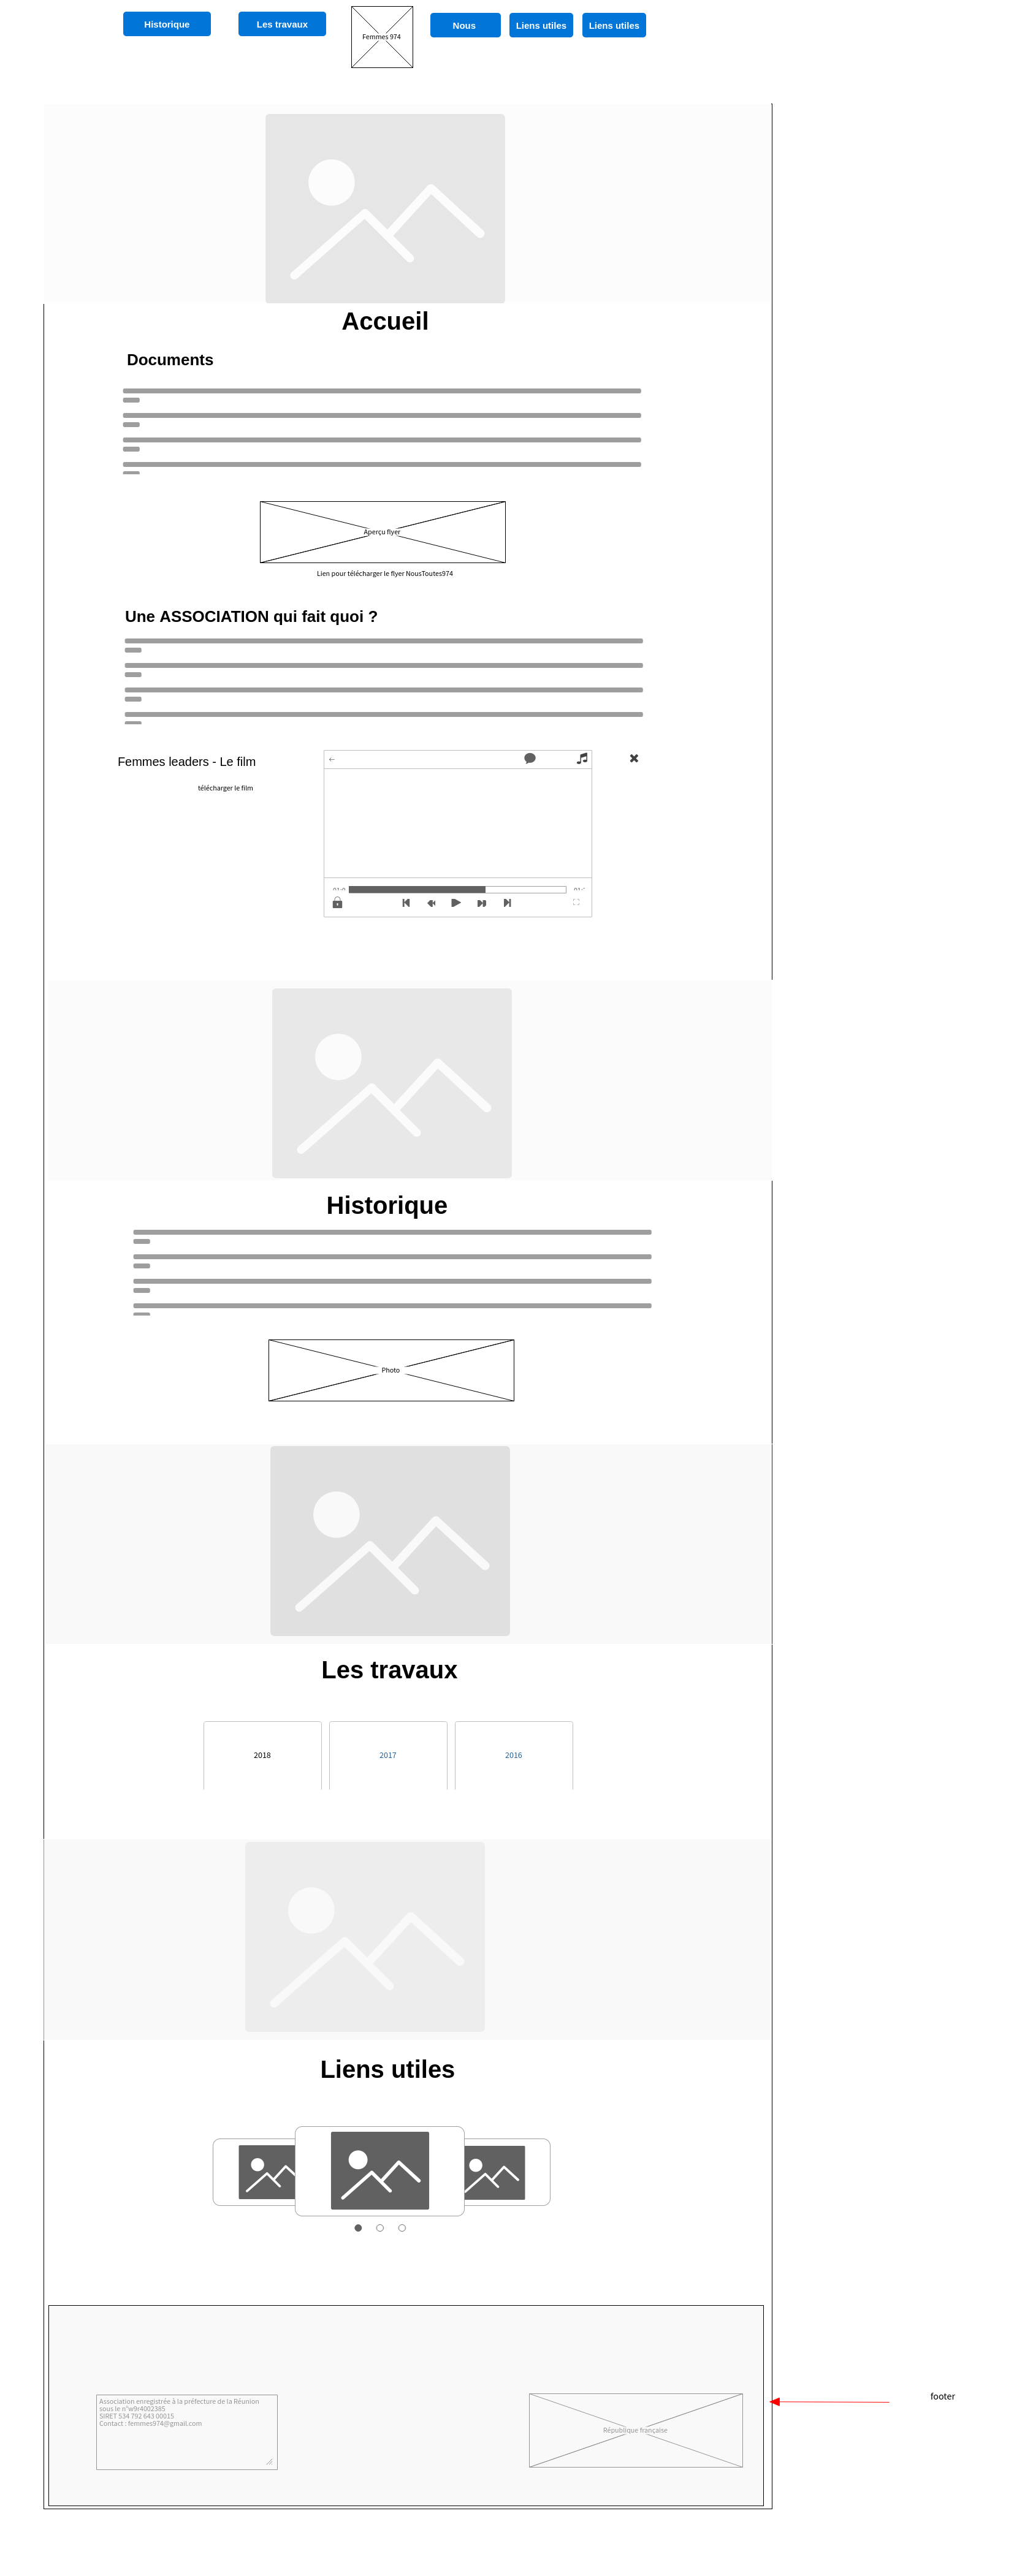 Historique
Les travaux
Femmes 974
Nous
Liens utiles
Liens utiles
Accueil
Documents
Aperçu flyer
Lien pour télécharger le flyer NousToutes974
Une ASSOCIATION qui fait quoi ?
Femmes leaders - Le film
télécharger le film
Historique
Photo
Les travaux
2018
2017
2016
Liens utiles
Association enregistrée à la préfecture de la Réunion
sous le n°w9r4002385
SIRET 534 792 643 00015
Contact : femmes974@gmail.com
République française
footer